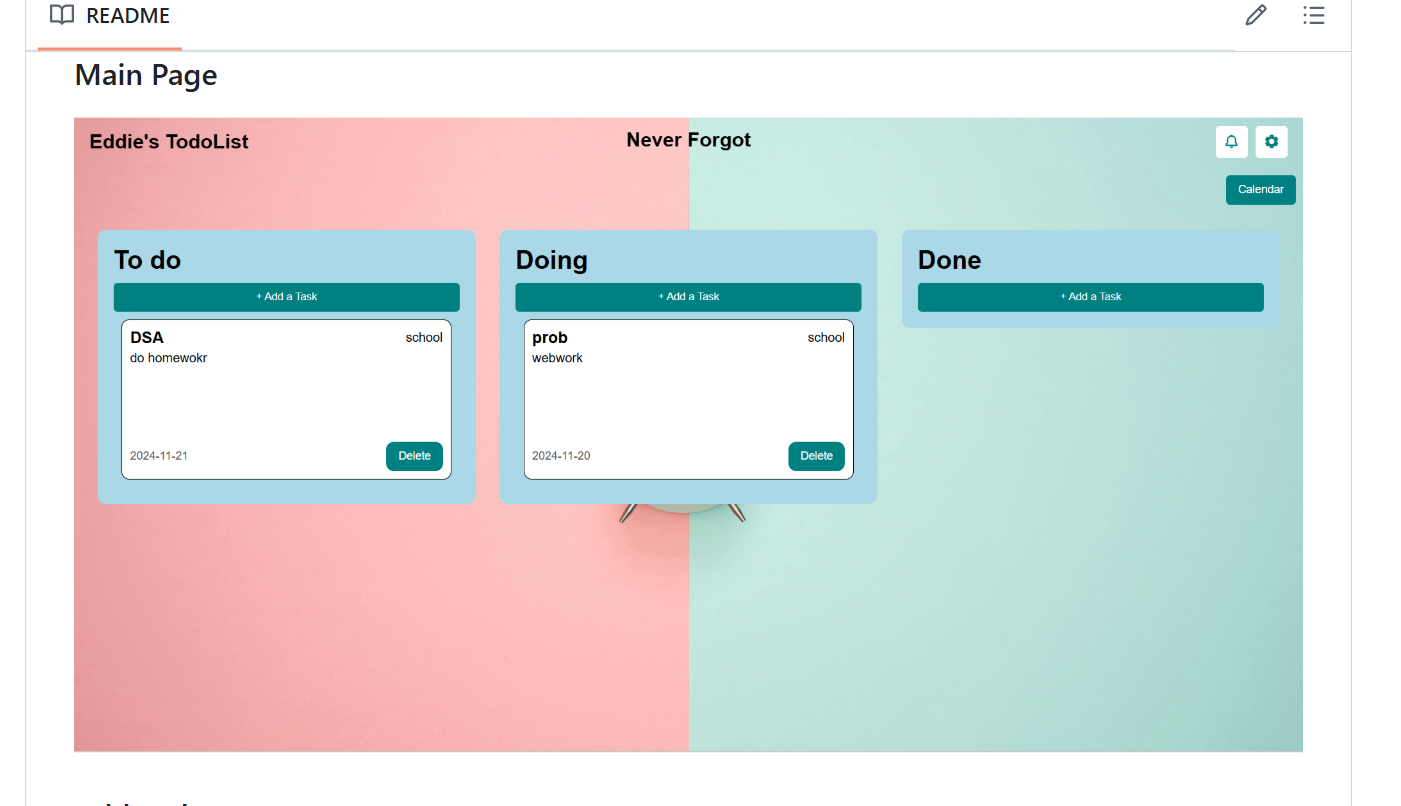 README
Main Page
Eddie's TodoList
Never Forgot
Calendar
To do
+ Add a Task
DSA
school
do homewokr
2024-11-21
Delete
Doing
+ Add a Task
prob
school
webwork
2024-11-20
Delete
Done
+ Add a Task